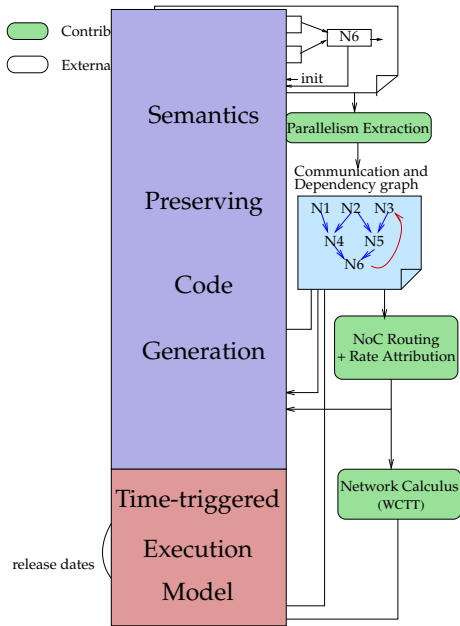 Contrib
Externa
N6
init
Semantics
Parallelism Extraction
Communication and
Dependency graph
Preserving
N1 N2 N3
N4 N5
N6
Code
NoC Routing
+ Rate Attribution
Generation
Network Calculus
(WCTT)
Time-triggered
Execution
release dates
Model